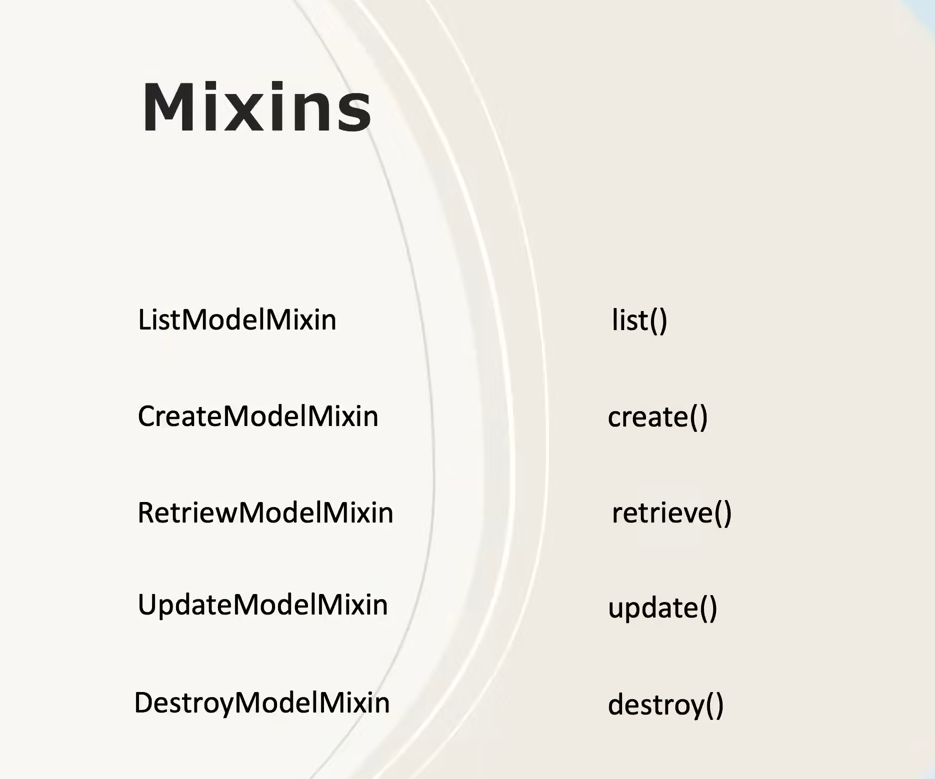 Mixins
ListModelMixin list()
CreateModelMixin create()
RetriewModelMixin retrieve()
UpdateModelMixin update()
DestroyModelMixin destroy()